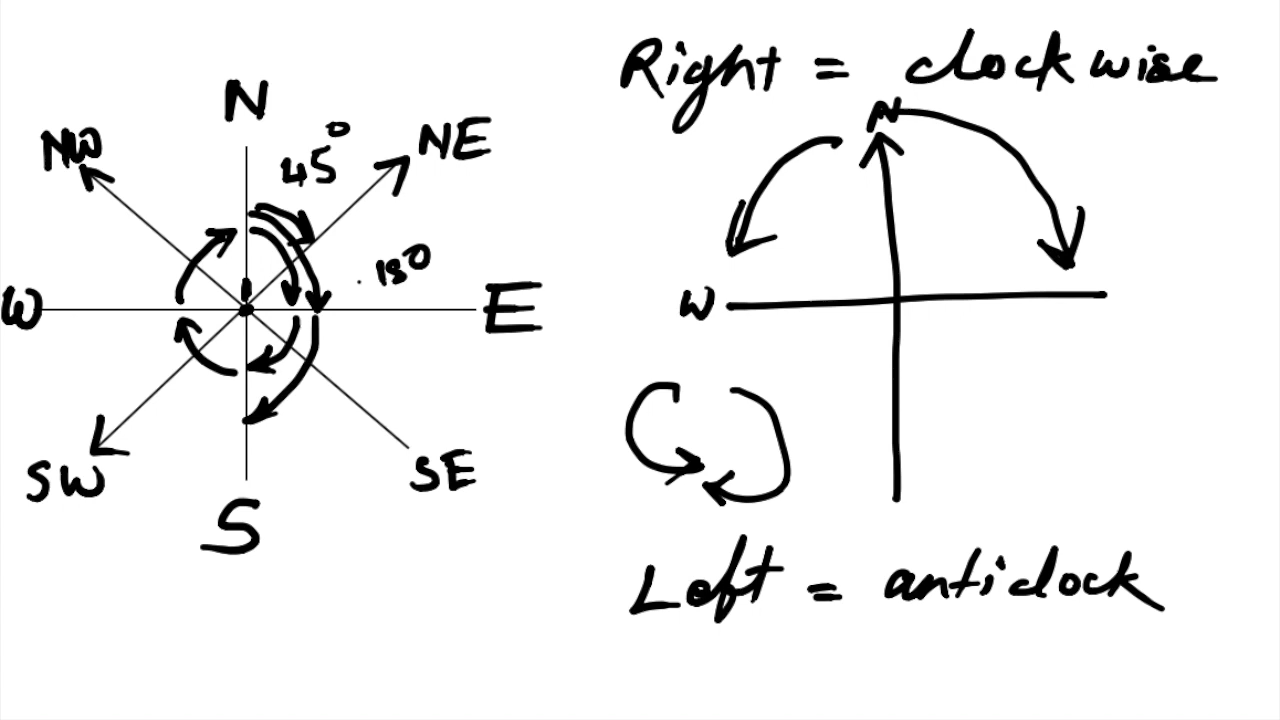 N
NW
45°
NE
W
180
E
SW
SE
S
Right = clockwise
N
W
Left = anticlock